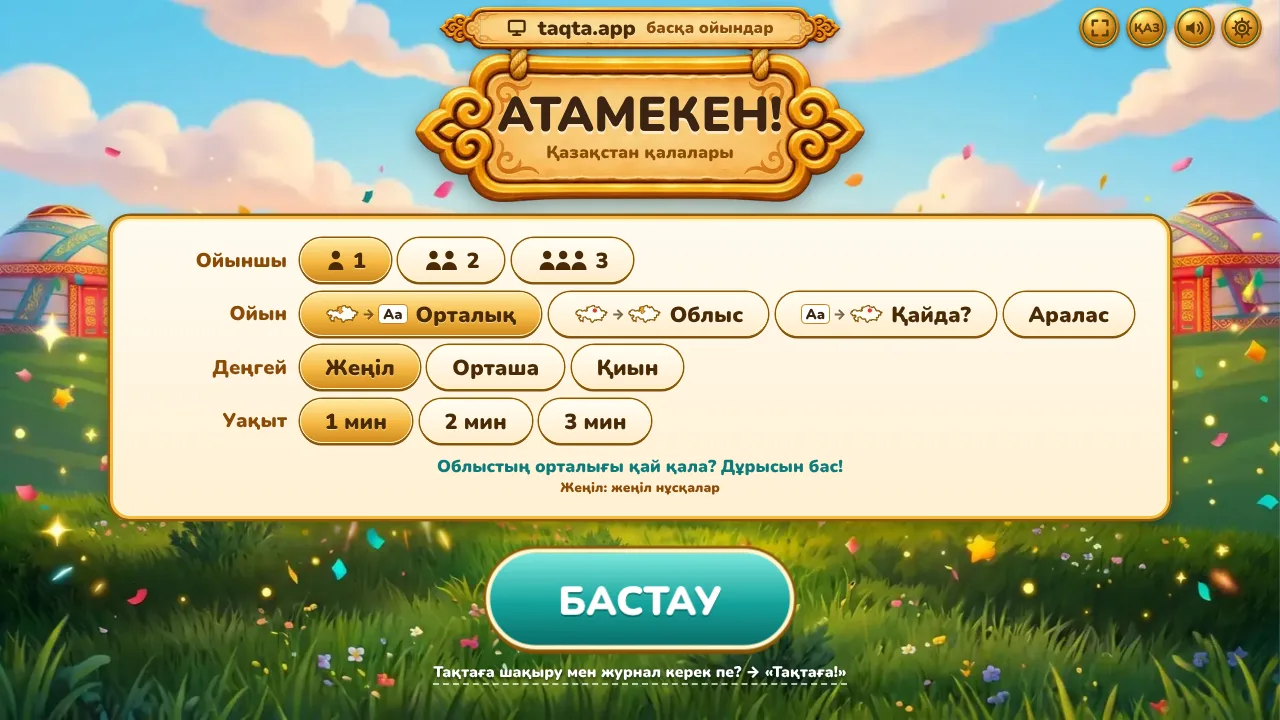 taqta.app басқа ойындар
ҚАЗ
АТАМЕКЕН!
Қазақстан қалалары
Ойыншы 1 2 3
Ойын Aa Орталық Облыс Aa Қайда? Аралас
Деңгей Жеңіл Орташа Қиын
Уақыт 1 мин 2 мин 3 мин
Облыстың орталығы қай қала? Дұрысын бас!
Жеңіл: жеңіл нұсқалар
БАСТАУ
Тақтаға шақыру мен журнал керек пе? → «Тақтаға!»